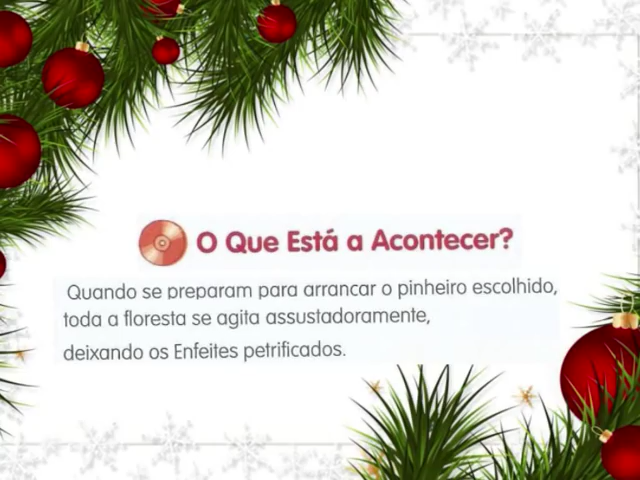 O Que Está a Acontecer?
Quando se preparam para arrancar o pinheiro escolhido,
toda a floresta se agita assustadoramente,
deixando os Enfeites petrificados.